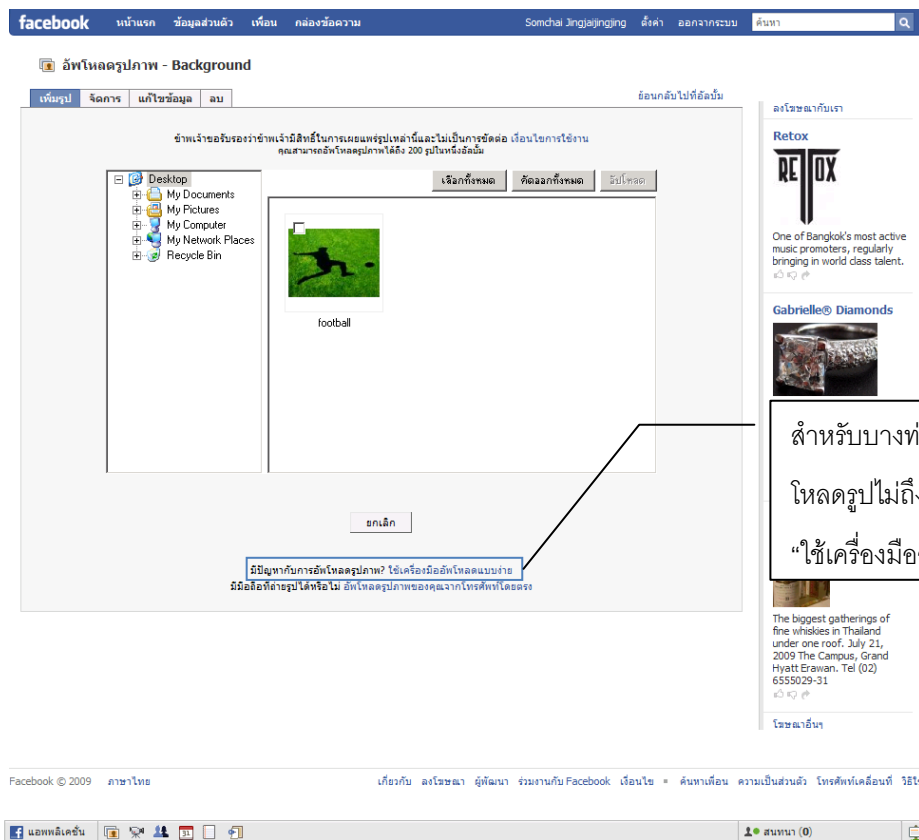 facebook หน้าแรก ข้อมูลส่วนตัว เพื่อน กล่องข้อความ Somchai Jingjaijingjing ตั้งค่า ออกจากระบบ ค้นหา
อัพโหลดรูปภาพ - Background
เพิ่มรูป จัดการ แก้ไขข้อมูล ลบ ย้อนกลับไปที่อัลบั้ม
ข้าพเจ้าขอรับรองว่าข้าพเจ้ามีสิทธิ์ในการเผยแพร่รูปเหล่านี้และไม่เป็นการขัดต่อ เงื่อนไขการใช้งาน
คุณสามารถอัพโหลดรูปภาพได้ถึง 200 รูปในหนึ่งอัลบั้ม
เลือกทั้งหมด คัดออกทั้งหมด อัปโหลด
Desktop
My Documents
My Pictures
My Computer
My Network Places
Recycle Bin
football
ยกเลิก
มีปัญหากับการอัพโหลดรูปภาพ? ใช้เครื่องมืออัพโหลดแบบง่าย
มีมือถือที่ถ่ายรูปได้หรือไม่ อัพโหลดรูปภาพของคุณจากโทรศัพท์โดยตรง
ลงโฆษณากับเรา
Retox
RETOX
One of Bangkok's most active
music promoters, regularly
bringing in world class talent.
Gabrielle® Diamonds
สำหรับบางท่
โหลดรูปไม่ถึง
“ใช้เครื่องมือ
The biggest gatherings of
fine whiskies in Thailand
under one roof. July 21,
2009 The Campus, Grand
Hyatt Erawan. Tel (02)
6555029-31
โฆษณาอื่นๆ
Facebook © 2009 ภาษาไทย เกี่ยวกับ ลงโฆษณา ผู้พัฒนา ร่วมงานกับ Facebook เงื่อนไข ค้นหาเพื่อน ความเป็นส่วนตัว โทรศัพท์เคลื่อนที่ วิธีใ
แอพพลิเคชั่น 31 สนทนา (0)